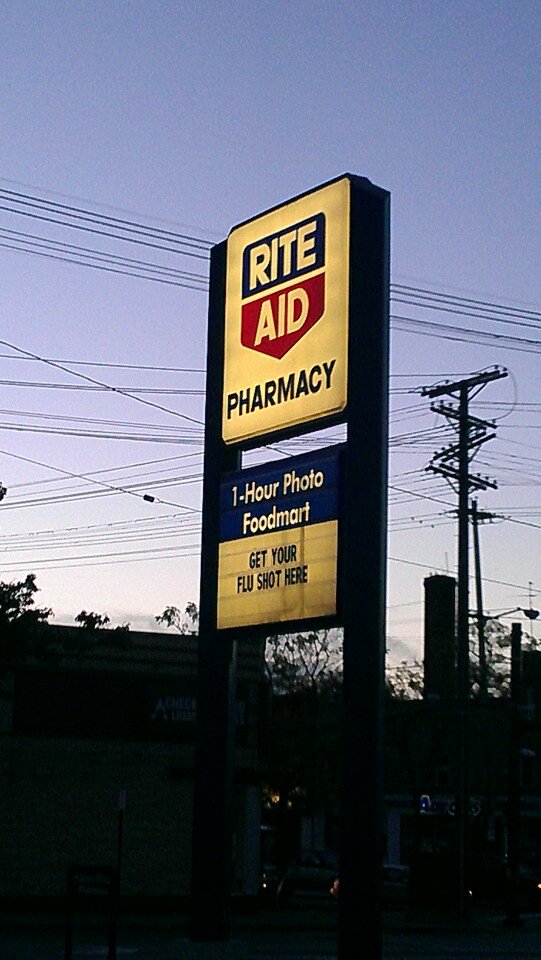 RITE
AID
PHARMACY
1-Hour Photo
Foodmart
GET YOUR
FLU SHOT HERE